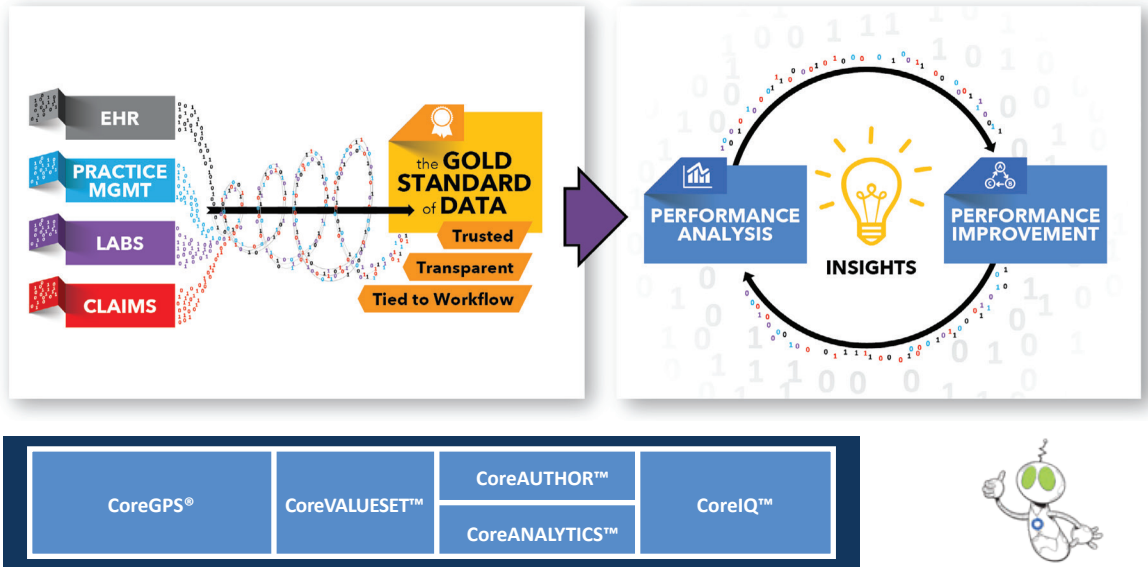 EHR
PRACTICE
MGMT
LABS
CLAIMS
the GOLD
STANDARD
of DATA
Trusted
Transparent
Tied to Workflow
PERFORMANCE
ANALYSIS
INSIGHTS
A
C B
PERFORMANCE
IMPROVEMENT
CoreGPS®
CoreVALUESET™
CoreAUTHOR™
CoreANALYTICS™
CoreIQ™